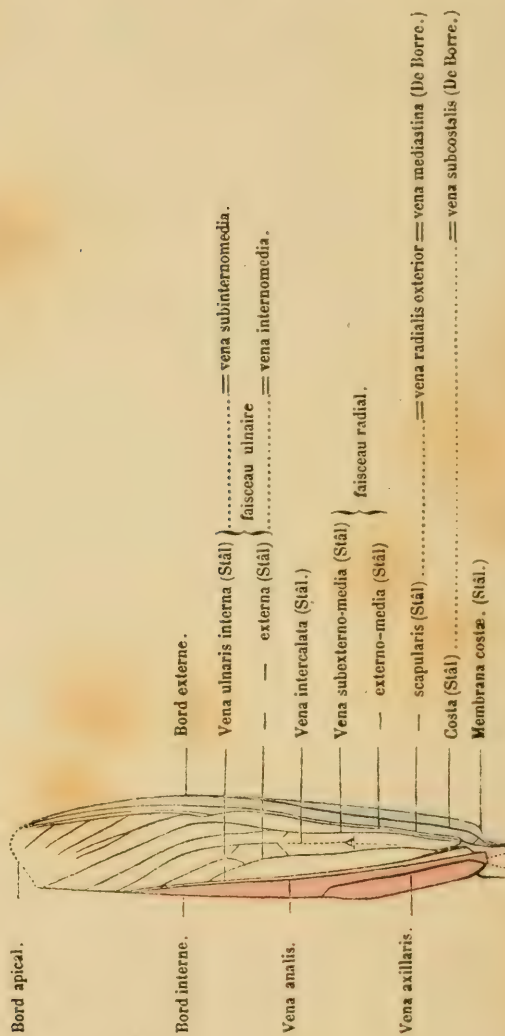 Bord apical.
Bord interne.
Vena analis.
Vena axillaris.
Bord externe.
Vena ulnaris interna (Stål) } ........ = vena subinternomedia.
faisceau ulnaire
— — externa (Stål) } ........ = vena internomedia.
Vena intercalata (Stål.)
Vena subexterno-media (Stål) }
faisceau radial.
— externo-media (Stål) }
— scapularis (Stål) ........ = vena radialis exterior = vena mediastina (De Borre.)
Costa (Stål) ........ = vena subcostalis (De Borre.)
Membrana costæ. (Stål.)
A